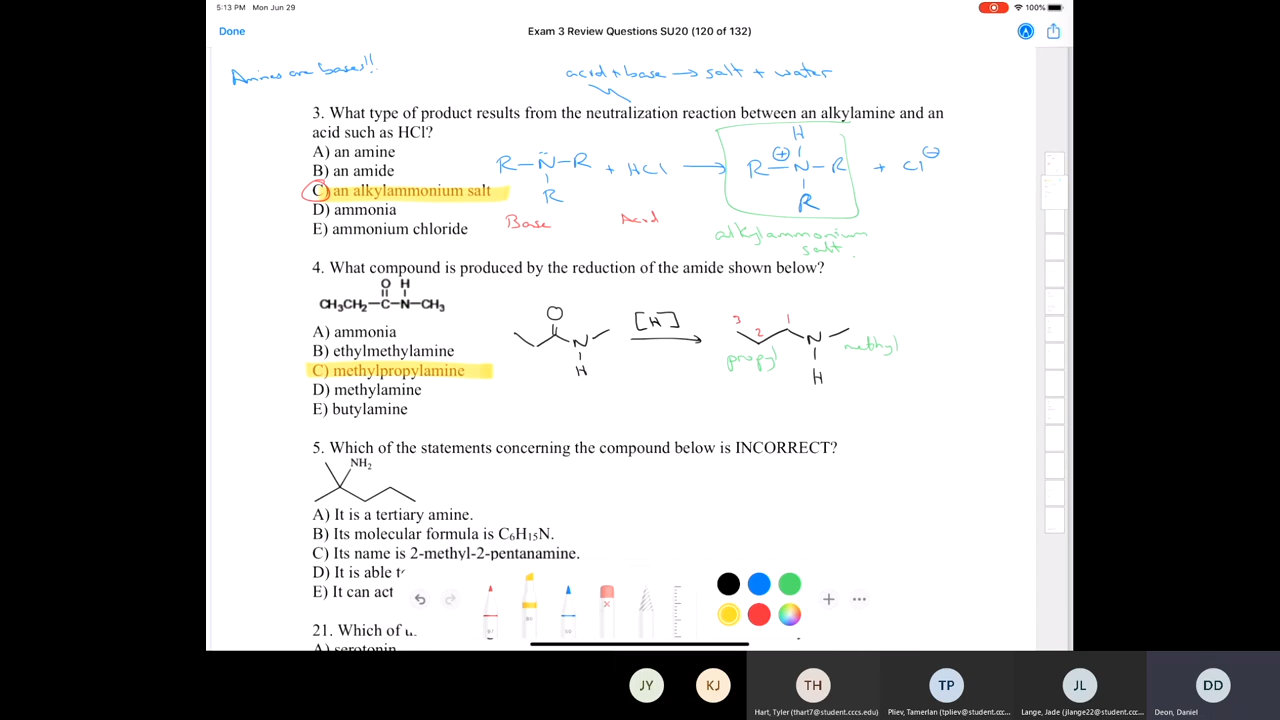 5:13 PM Mon Jun 29
100%
Done
Exam 3 Review Questions SU20 (120 of 132)
Amines are bases!!
acid + base → salt + water
3. What type of product results from the neutralization reaction between an alkylamine and an
acid such as HCl?
A) an amine
B) an amide
C) an alkylammonium salt
D) ammonia
E) ammonium chloride
R–N–R + HCl → R–N–R + Cl⊖
R
H
⊕
R
Base
Acid
alkylammonium
salt
4. What compound is produced by the reduction of the amide shown below?
O H
CH3CH2–C–N–CH3
A) ammonia
B) ethylmethylamine
C) methylpropylamine
D) methylamine
E) butylamine
O
N
H
[H]
3
2
1
N
H
propyl
methyl
5. Which of the statements concerning the compound below is INCORRECT?
NH2
A) It is a tertiary amine.
B) Its molecular formula is C6H15N.
C) Its name is 2-methyl-2-pentanamine.
D) It is able t
E) It can act
21. Which of
A) serotonin
JY
KJ
TH
TP
JL
DD
Hart, Tyler (thart7@student.cccs.edu)
Pliev, Tamerlan (tpliev@student.ccc...
Lange, Jade (jlange22@student.ccc...
Deon, Daniel